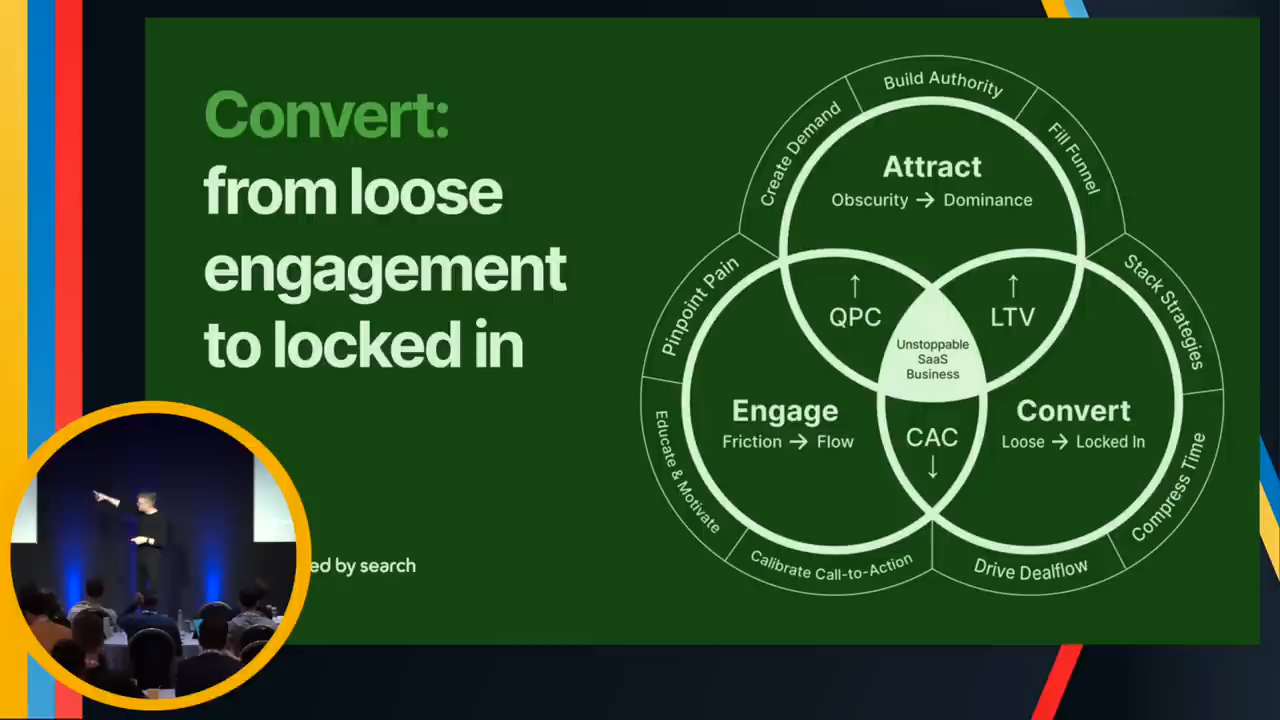 Convert:
from loose
engagement
to locked in
ed by search
Build Authority
Create Demand
Fill Funnel
Attract
Obscurity → Dominance
Pinpoint Pain
Stack Strategies
↑
QPC
↑
LTV
Unstoppable
SaaS
Business
Engage
Friction → Flow
CAC
↓
Convert
Loose → Locked In
Educate & Motivate
Compress Time
Calibrate Call-to-Action
Drive Dealflow